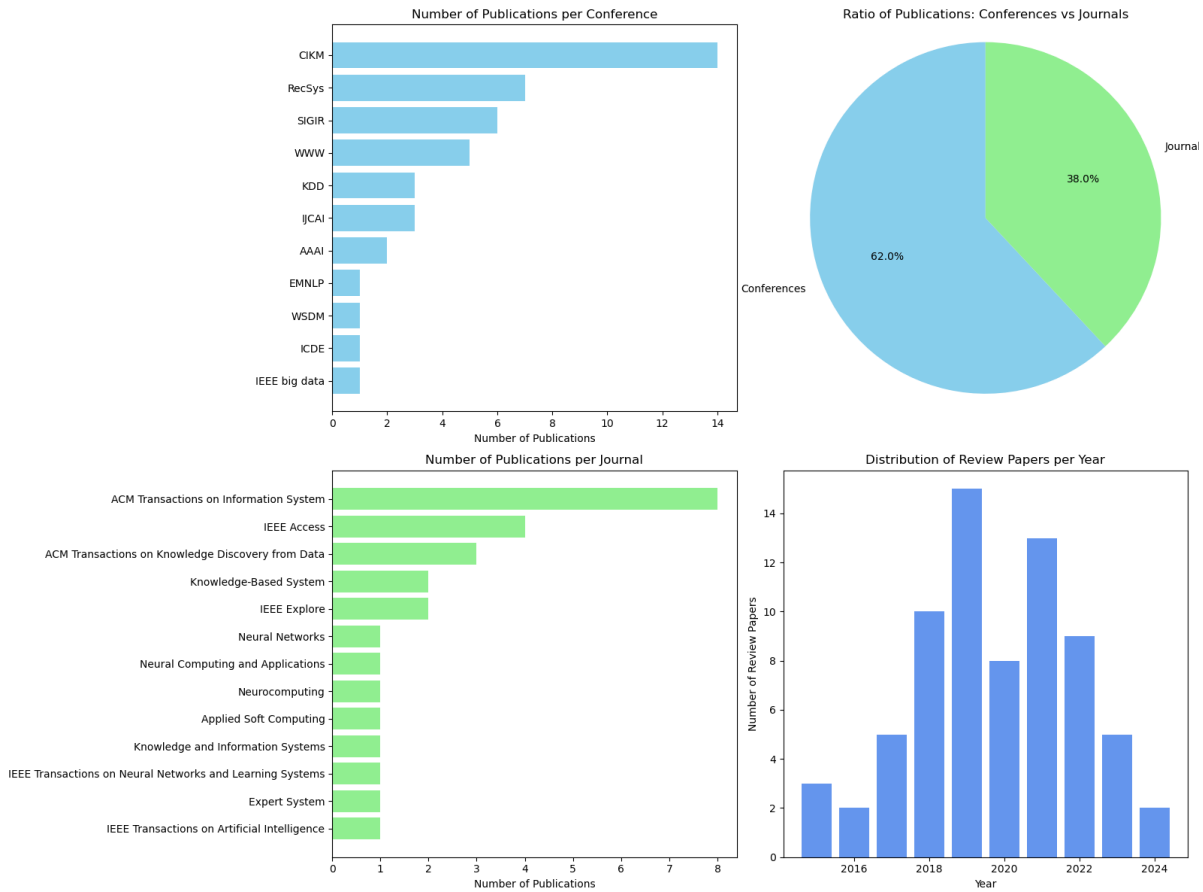 Number of Publications per Conference
CIKM
RecSys
SIGIR
WWW
KDD
IJCAI
AAAI
EMNLP
WSDM
ICDE
IEEE big data
0 2 4 6 8 10 12 14
Number of Publications
Ratio of Publications: Conferences vs Journals
Journal
38.0%
62.0%
Conferences
Number of Publications per Journal
ACM Transactions on Information System
IEEE Access
ACM Transactions on Knowledge Discovery from Data
Knowledge-Based System
IEEE Explore
Neural Networks
Neural Computing and Applications
Neurocomputing
Applied Soft Computing
Knowledge and Information Systems
IEEE Transactions on Neural Networks and Learning Systems
Expert System
IEEE Transactions on Artificial Intelligence
0 1 2 3 4 5 6 7 8
Number of Publications
Distribution of Review Papers per Year
Number of Review Papers
14
12
10
8
6
4
2
0
2016 2018 2020 2022 2024
Year